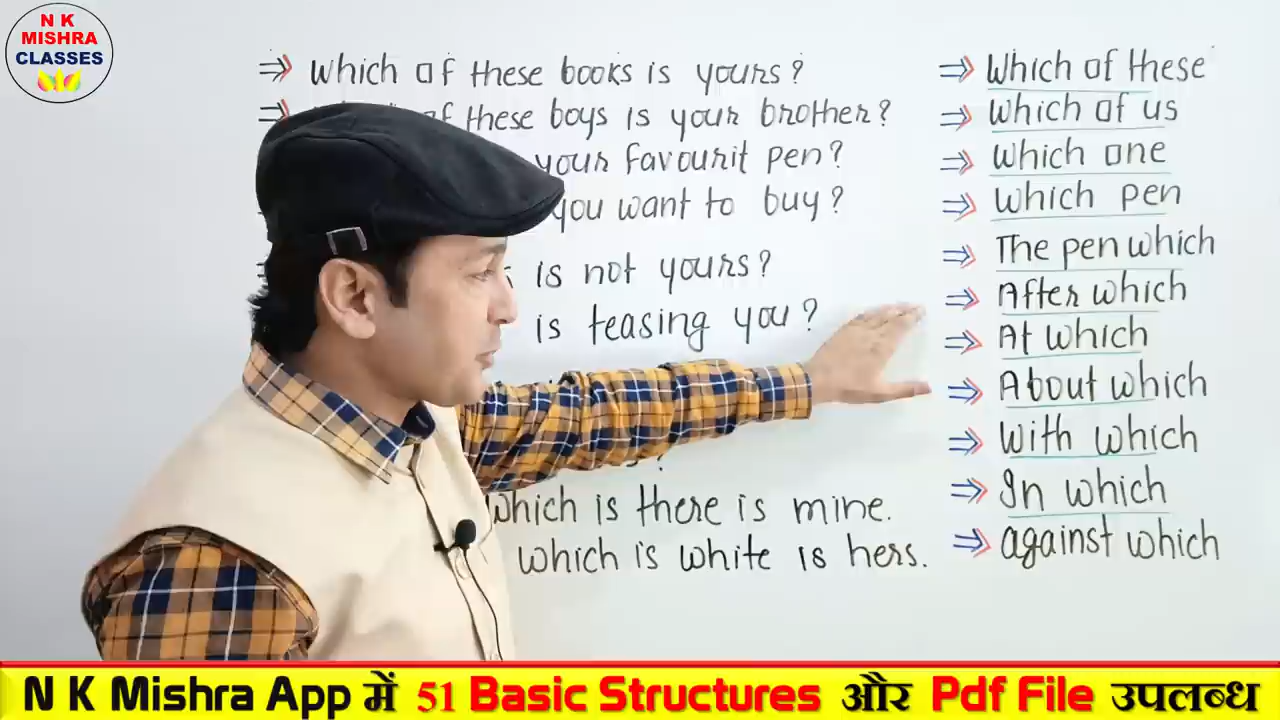 N K
MISHRA
CLASSES
⇒ Which of these books is yours?
of these boys is your brother?
your favourit pen?
you want to buy?
is not yours?
is teasing you?
?
which is there is mine.
which is white is hers.
⇒ Which of these
⇒ Which of us
⇒ Which one
⇒ Which pen
⇒ The pen which
⇒ After which
⇒ At which
⇒ About which
⇒ With which
⇒ In which
⇒ against which
N K Mishra App में 51 Basic Structures और Pdf File उपलब्ध